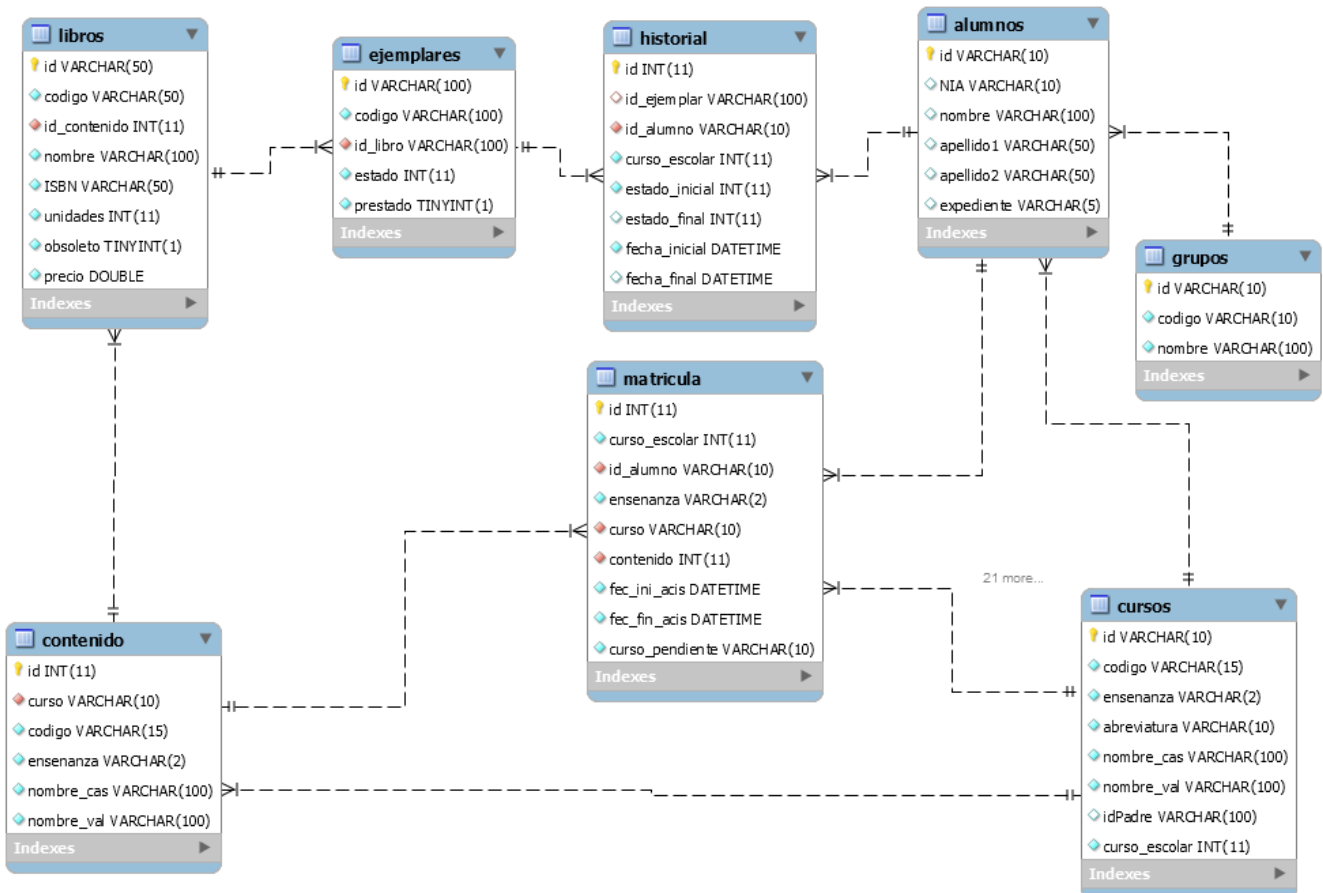 libros
id VARCHAR(50)
codigo VARCHAR(50)
id_contenido INT(11)
nombre VARCHAR(100)
ISBN VARCHAR(50)
unidades INT(11)
obsoleto TINYINT(1)
precio DOUBLE
Indexes
ejemplares
id VARCHAR(100)
codigo VARCHAR(100)
id_libro VARCHAR(100)
estado INT(11)
prestado TINYINT(1)
Indexes
historial
id INT(11)
id_ejemplar VARCHAR(100)
id_alumno VARCHAR(10)
curso_escolar INT(11)
estado_inicial INT(11)
estado_final INT(11)
fecha_inicial DATETIME
fecha_final DATETIME
Indexes
alumnos
id VARCHAR(10)
NIA VARCHAR(10)
nombre VARCHAR(100)
apellido1 VARCHAR(50)
apellido2 VARCHAR(50)
expediente VARCHAR(5)
Indexes
grupos
id VARCHAR(10)
codigo VARCHAR(10)
nombre VARCHAR(100)
Indexes
matricula
id INT(11)
curso_escolar INT(11)
id_alumno VARCHAR(10)
ensenanza VARCHAR(2)
curso VARCHAR(10)
contenido INT(11)
fec_ini_acis DATETIME
fec_fin_acis DATETIME
curso_pendiente VARCHAR(10)
Indexes
21 more...
contenido
id INT(11)
curso VARCHAR(10)
codigo VARCHAR(15)
ensenanza VARCHAR(2)
nombre_cas VARCHAR(100)
nombre_val VARCHAR(100)
Indexes
cursos
id VARCHAR(10)
codigo VARCHAR(15)
ensenanza VARCHAR(2)
abreviatura VARCHAR(10)
nombre_cas VARCHAR(100)
nombre_val VARCHAR(100)
idPadre VARCHAR(100)
curso_escolar INT(11)
Indexes